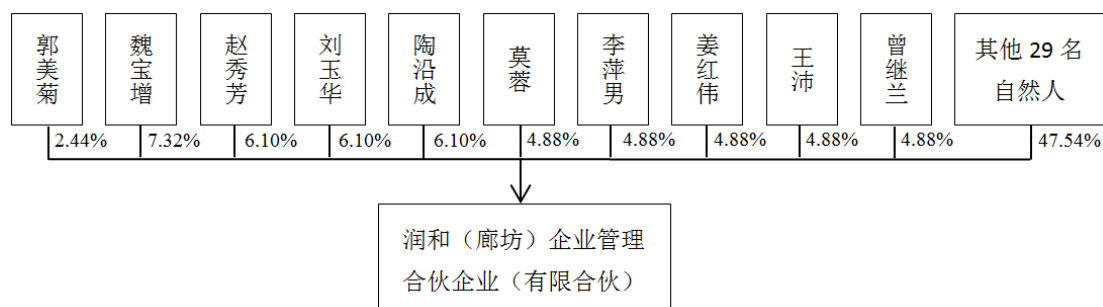 郭美菊
魏宝增
赵秀芳
刘玉华
陶沿成
莫蓉
李萍男
姜红伟
王沛
曾继兰
其他 29 名
自然人
2.44%
7.32%
6.10%
6.10%
6.10%
4.88%
4.88%
4.88%
4.88%
4.88%
47.54%
润和（廊坊）企业管理
合伙企业（有限合伙）